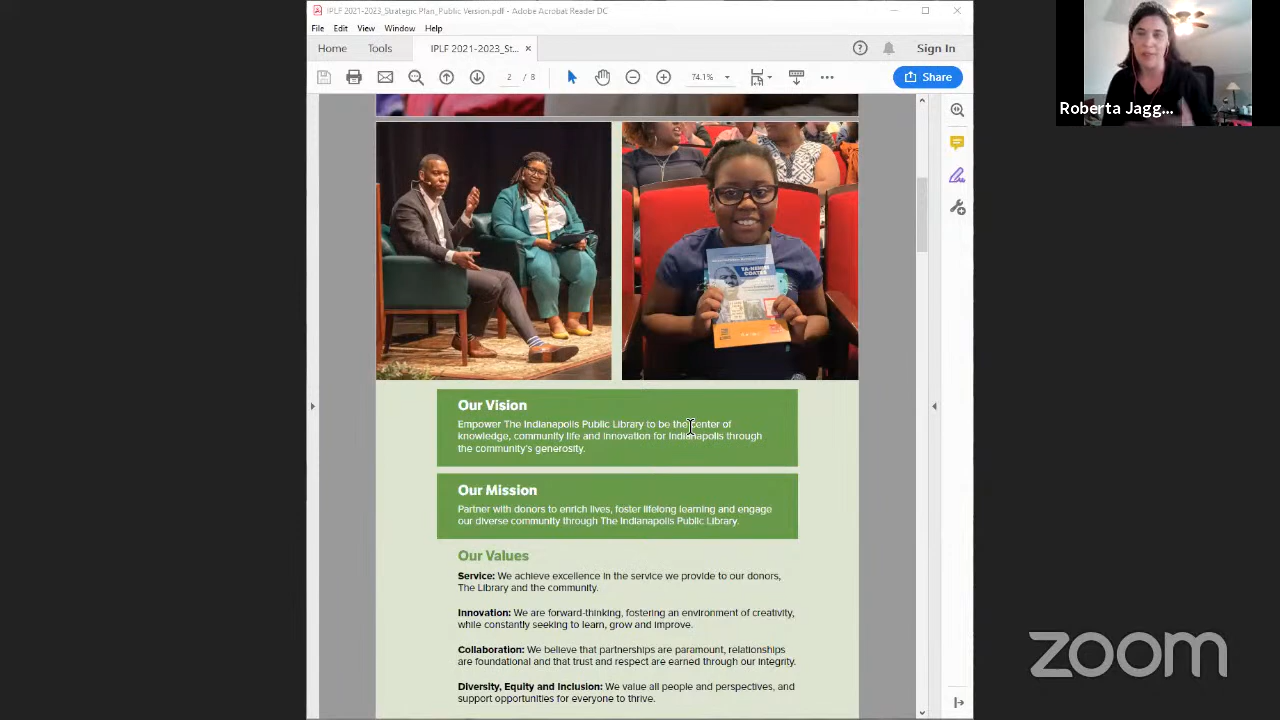 IPLF 2021-2023_Strategic Plan_Public Version.pdf - Adobe Acrobat Reader DC
File Edit View Window Help
Home Tools IPLF 2021-2023_St... × Sign In
2 / 8 74.1% Share
Roberta Jagg...
TA-NEHISI
COATES
Our Vision
Empower The Indianapolis Public Library to be the center of
knowledge, community life and innovation for Indianapolis through
the community's generosity.
Our Mission
Partner with donors to enrich lives, foster lifelong learning and engage
our diverse community through The Indianapolis Public Library.
Our Values
Service: We achieve excellence in the service we provide to our donors,
The Library and the community.
Innovation: We are forward-thinking, fostering an environment of creativity,
while constantly seeking to learn, grow and improve.
Collaboration: We believe that partnerships are paramount, relationships
are foundational and that trust and respect are earned through our integrity.
Diversity, Equity and Inclusion: We value all people and perspectives, and
support opportunities for everyone to thrive.
zoom